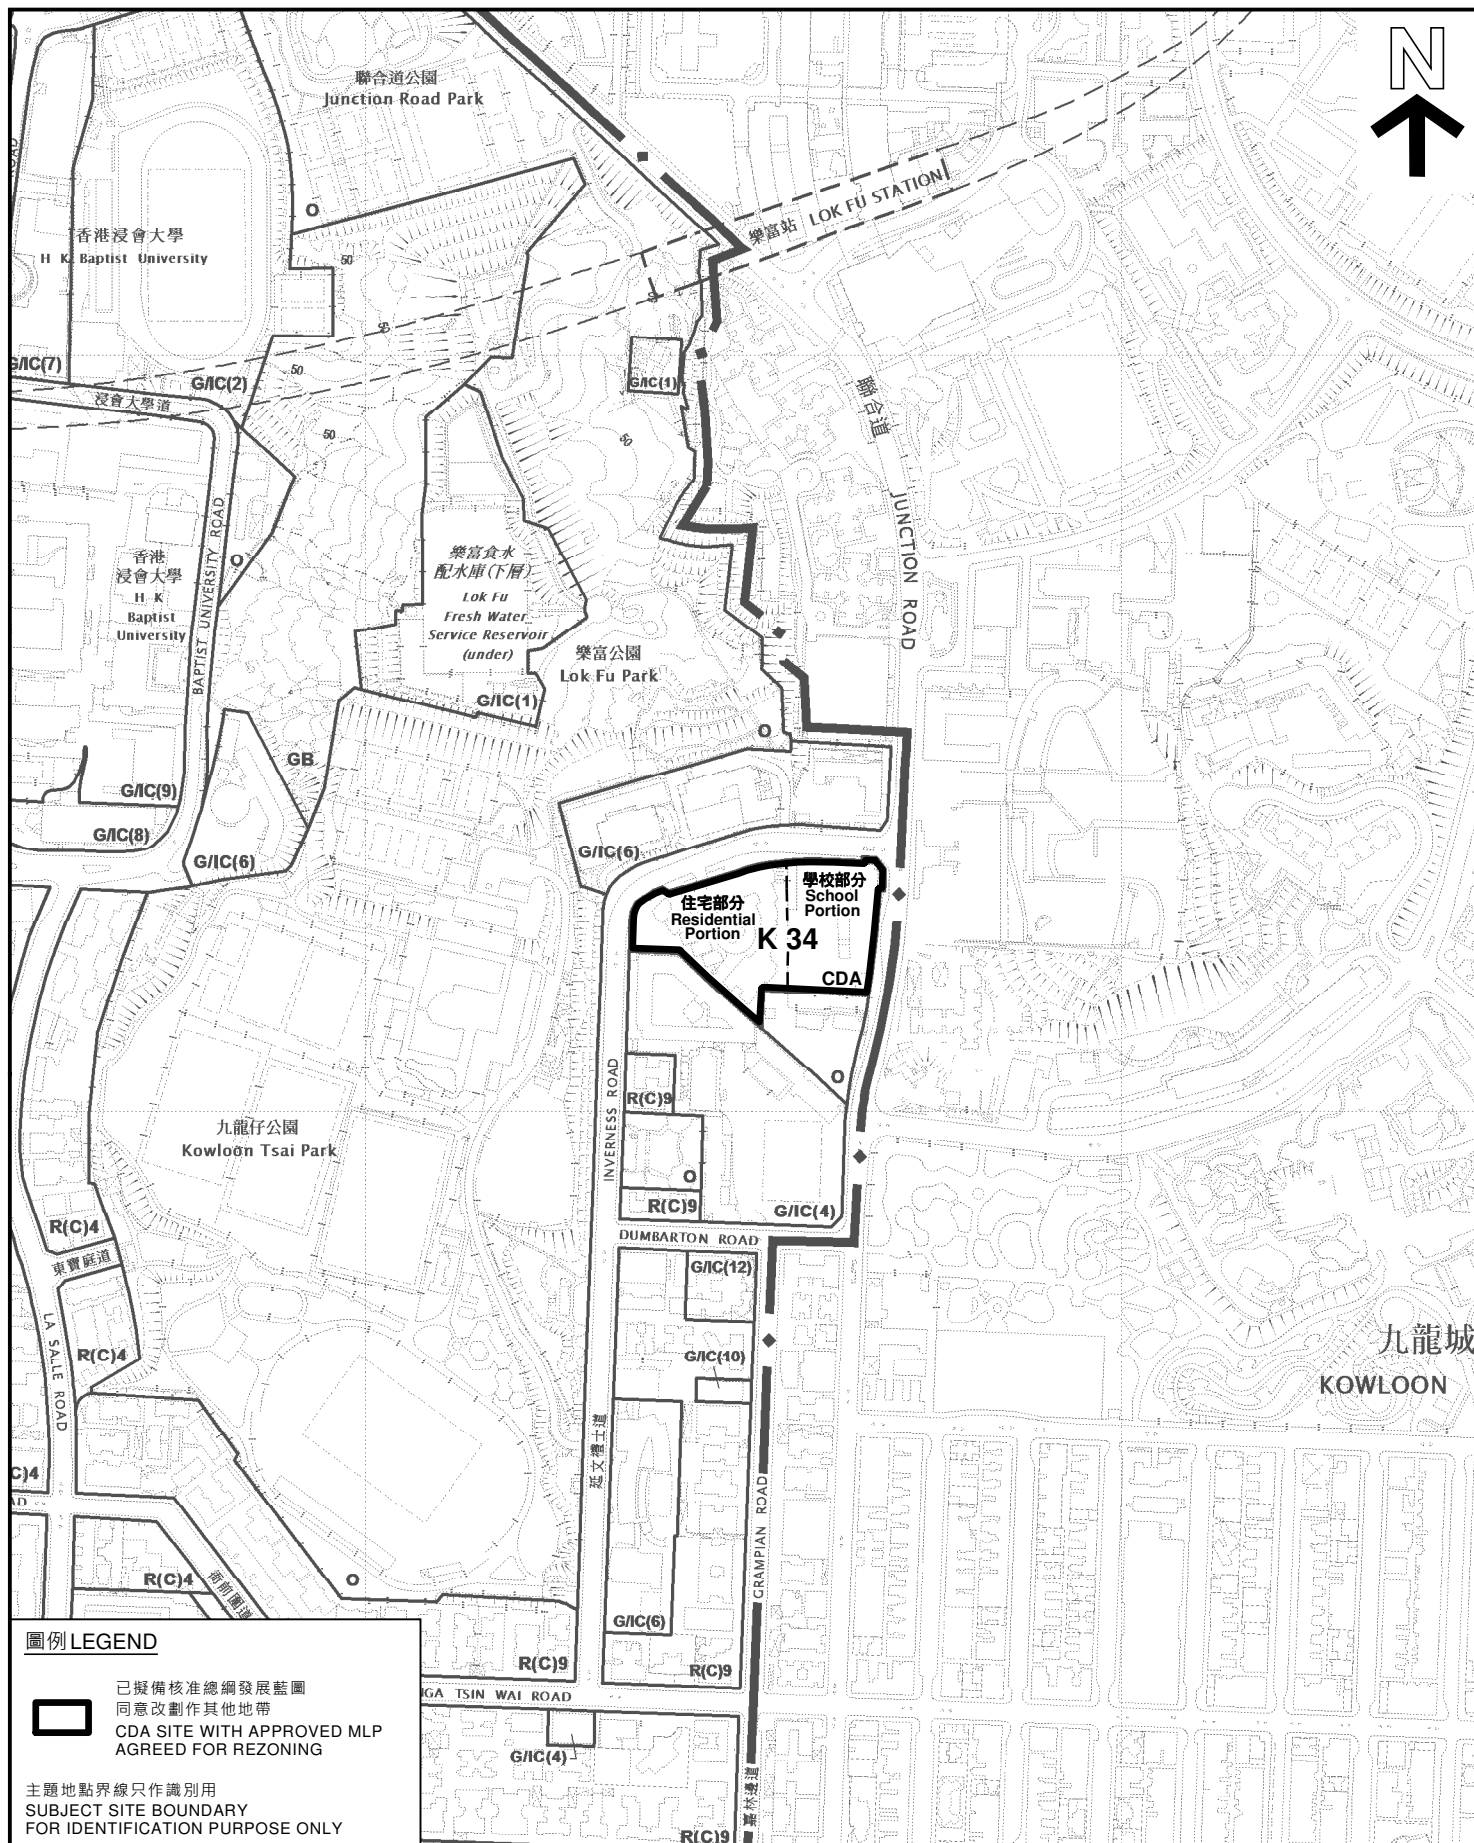 N
聯合道公園
Junction Road Park
樂富站 LOK FU STATION
O
香港浸會大學
H K Baptist University
50
50
50
G/IC(7)
G/IC(2)
50
G/IC(1)
浸會大學道
50
50
聯合道
JUNCTION ROAD
BAPTIST UNIVERSITY ROAD
香港
浸會大學
H K
Baptist
University
O
樂富食水
配水庫(下層)
Lok Fu
Fresh Water
Service Reservoir
(under)
樂富公園
Lok Fu Park
G/IC(1)
O
GB
G/IC(9)
G/IC(8)
G/IC(6)
G/IC(6)
住宅部分
Residential
Portion
學校部分
School
Portion
K 34
CDA
O
INVERNESS ROAD
R(C)9
九龍仔公園
Kowloon Tsai Park
O
R(C)9
G/IC(4)
R(C)4
DUMBARTON ROAD
東寶庭道
G/IC(12)
LA SALLE ROAD
R(C)4
G/IC(10)
九龍城
KOWLOON
延文禮士道
C)4
AD
GRAMPIAN ROAD
R(C)4
衙前圍道
O
G/IC(6)
R(C)9
R(C)9
NGA TSIN WAI ROAD
G/IC(4)
嘉林邊道
R(C)9
圖例 LEGEND
已擬備核准總綱發展藍圖
同意改劃作其他地帶
CDA SITE WITH APPROVED MLP
AGREED FOR REZONING
主題地點界線只作識別用
SUBJECT SITE BOUNDARY
FOR IDENTIFICATION PURPOSE ONLY